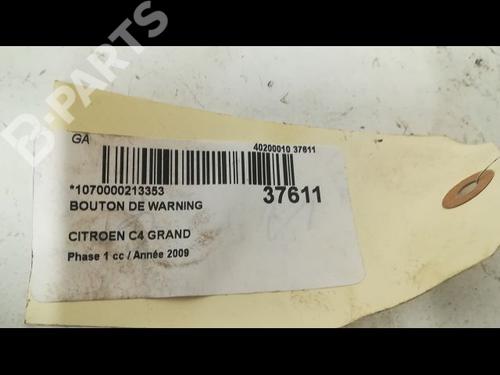 B-PARTS
GA
40200010 37611
*1070000213353
37611
BOUTON DE WARNING
CITROEN C4 GRAND
Phase 1 cc / Année 2009